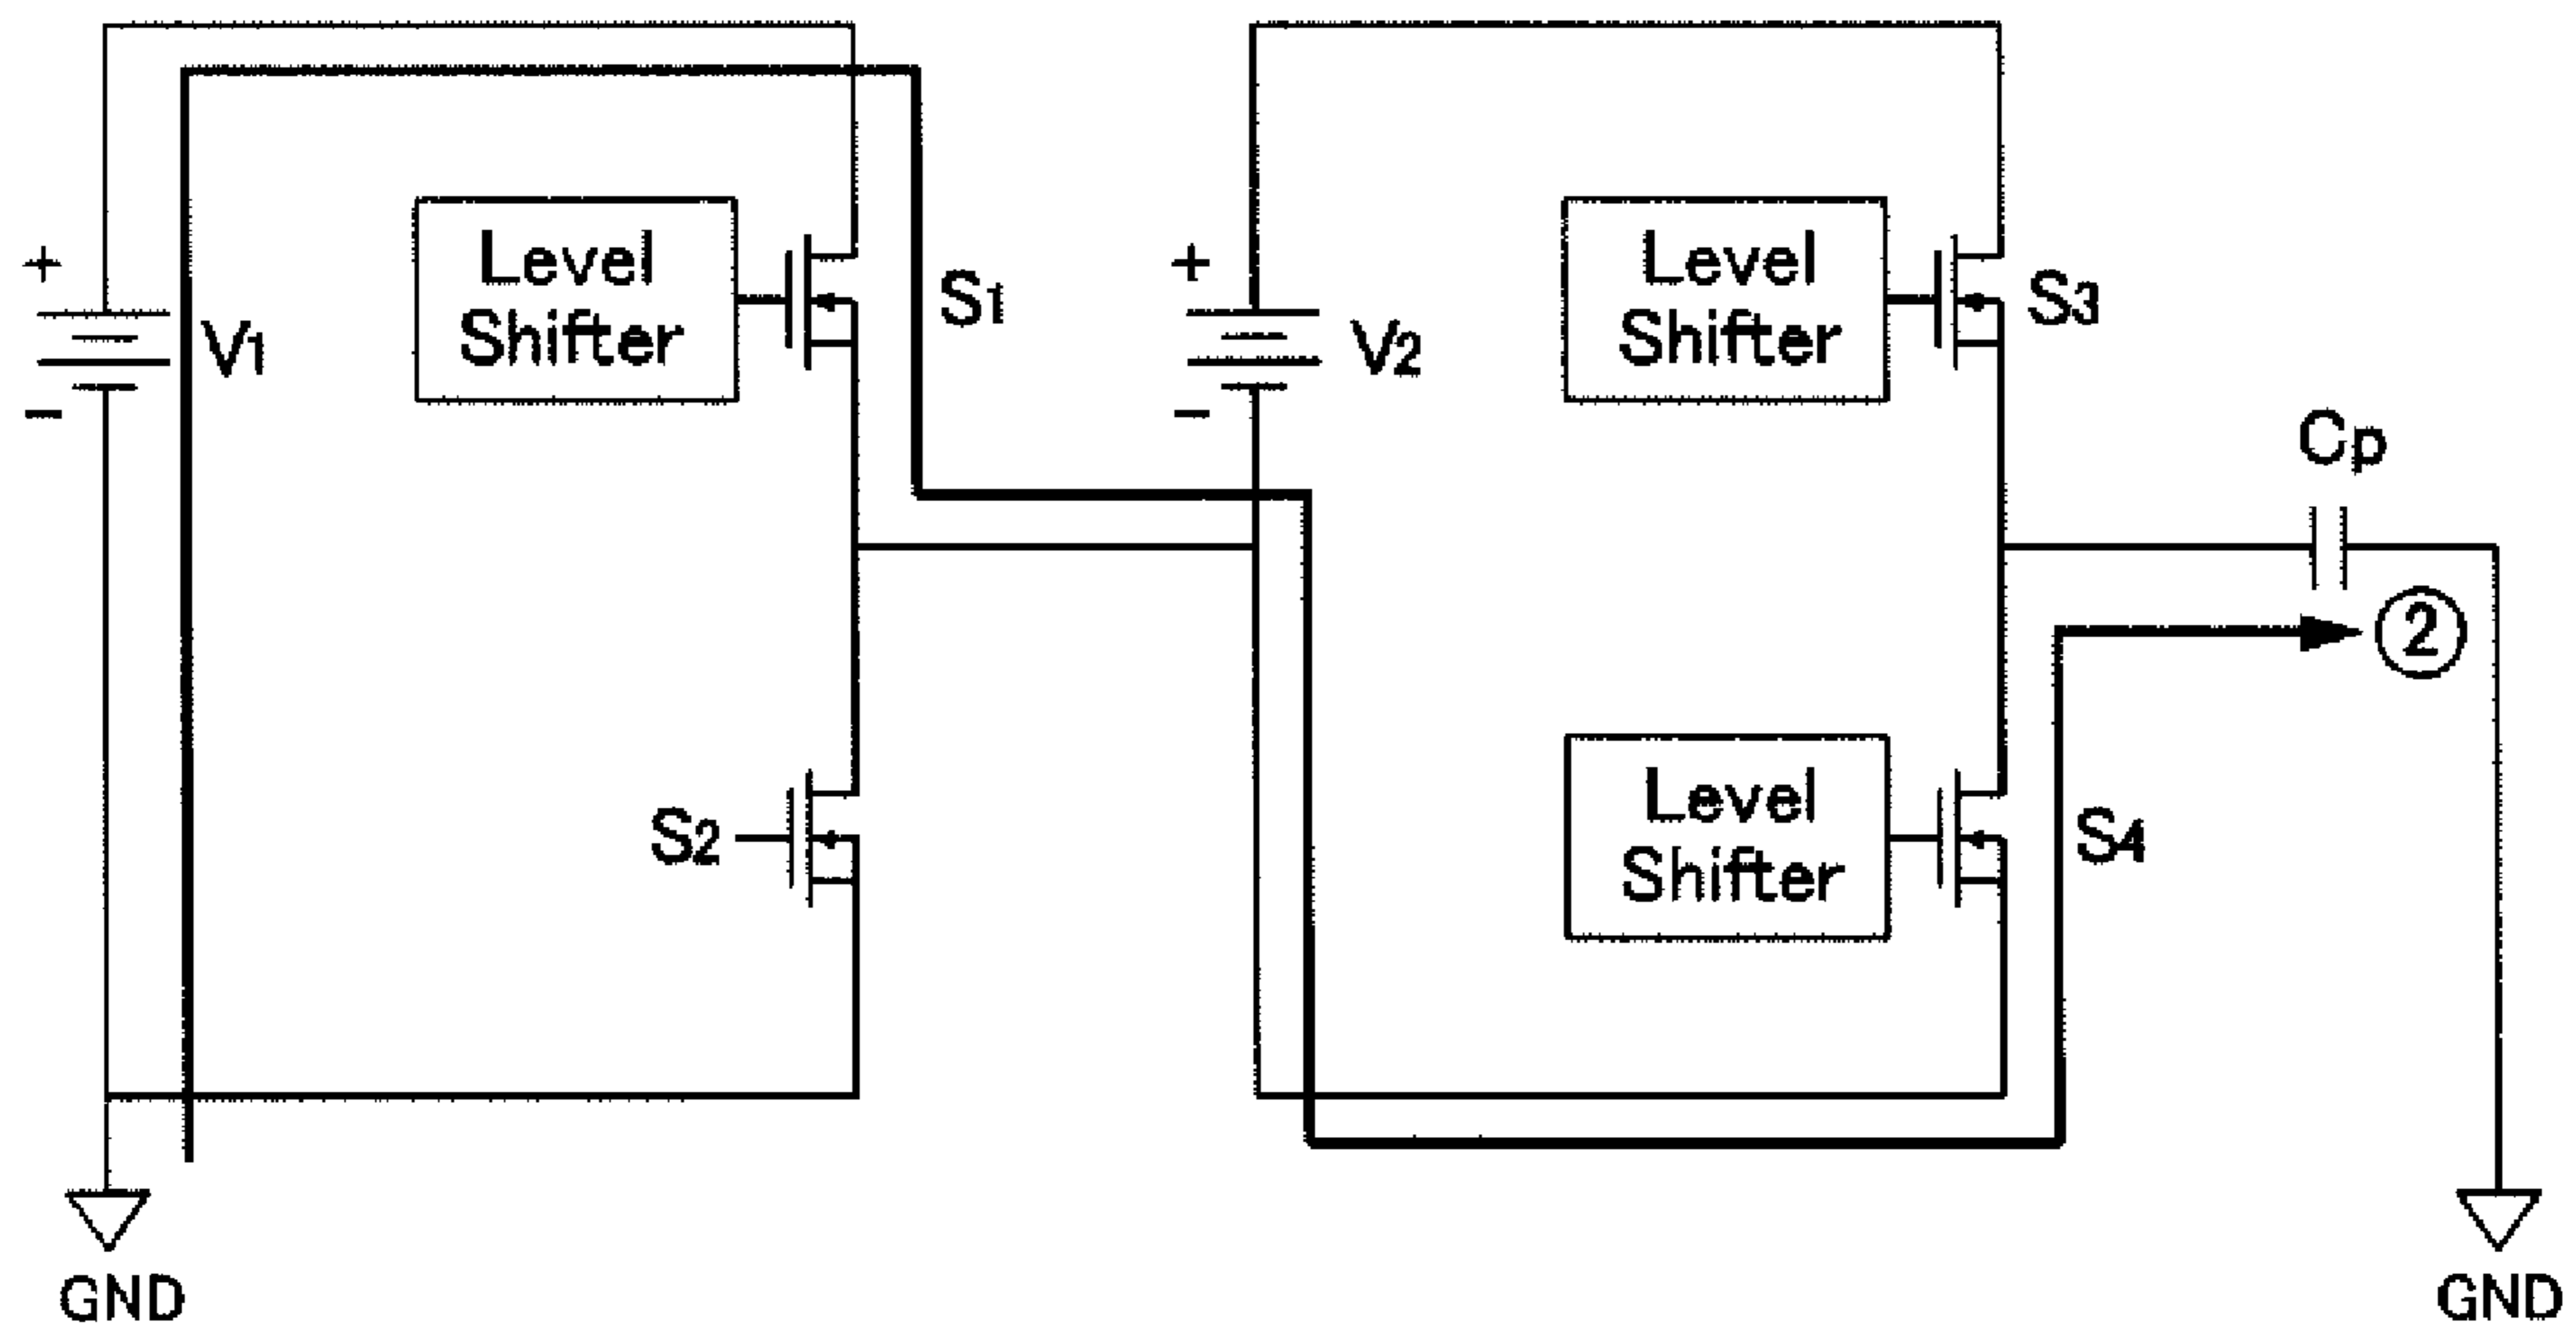 +
V1
-
Level
Shifter
S1
S2
+
V2
-
Level
Shifter
S3
Cp
②
Level
Shifter
S4
GND
GND